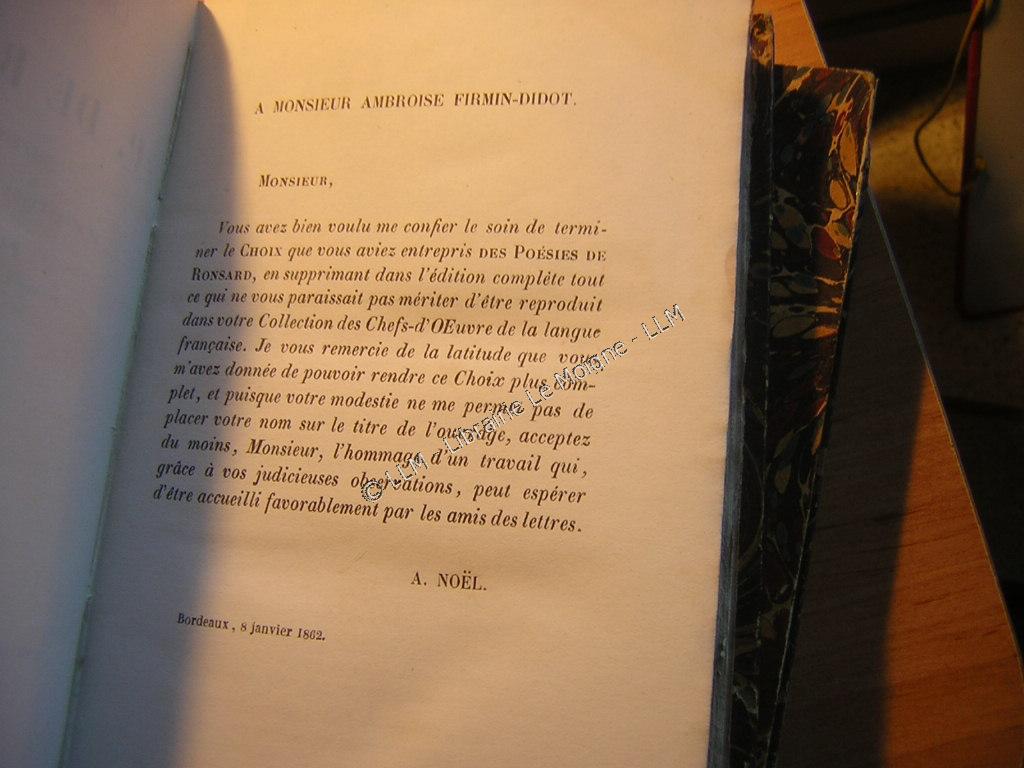 A MONSIEUR AMBROISE FIRMIN-DIDOT.
MONSIEUR,
Vous avez bien voulu me confier le soin de termi-
ner le CHOIX que vous aviez entrepris DES POÉSIES DE
RONSARD, en supprimant dans l'édition complète tout
ce qui ne vous paraissait pas mériter d'être reproduit
dans votre Collection des Chefs-d'OEuvre de la langue
française. Je vous remercie de la latitude que vous
m'avez donnée de pouvoir rendre ce Choix plus com-
plet, et puisque votre modestie ne me permet pas de
placer votre nom sur le titre de l'ouvrage, acceptez
du moins, Monsieur, l'hommage d'un travail qui,
grâce à vos judicieuses observations, peut espérer
d'être accueilli favorablement par les amis des lettres.
A. NOËL.
Bordeaux, 8 janvier 1862.
© LLM - Librairie Le Moigne - LLM